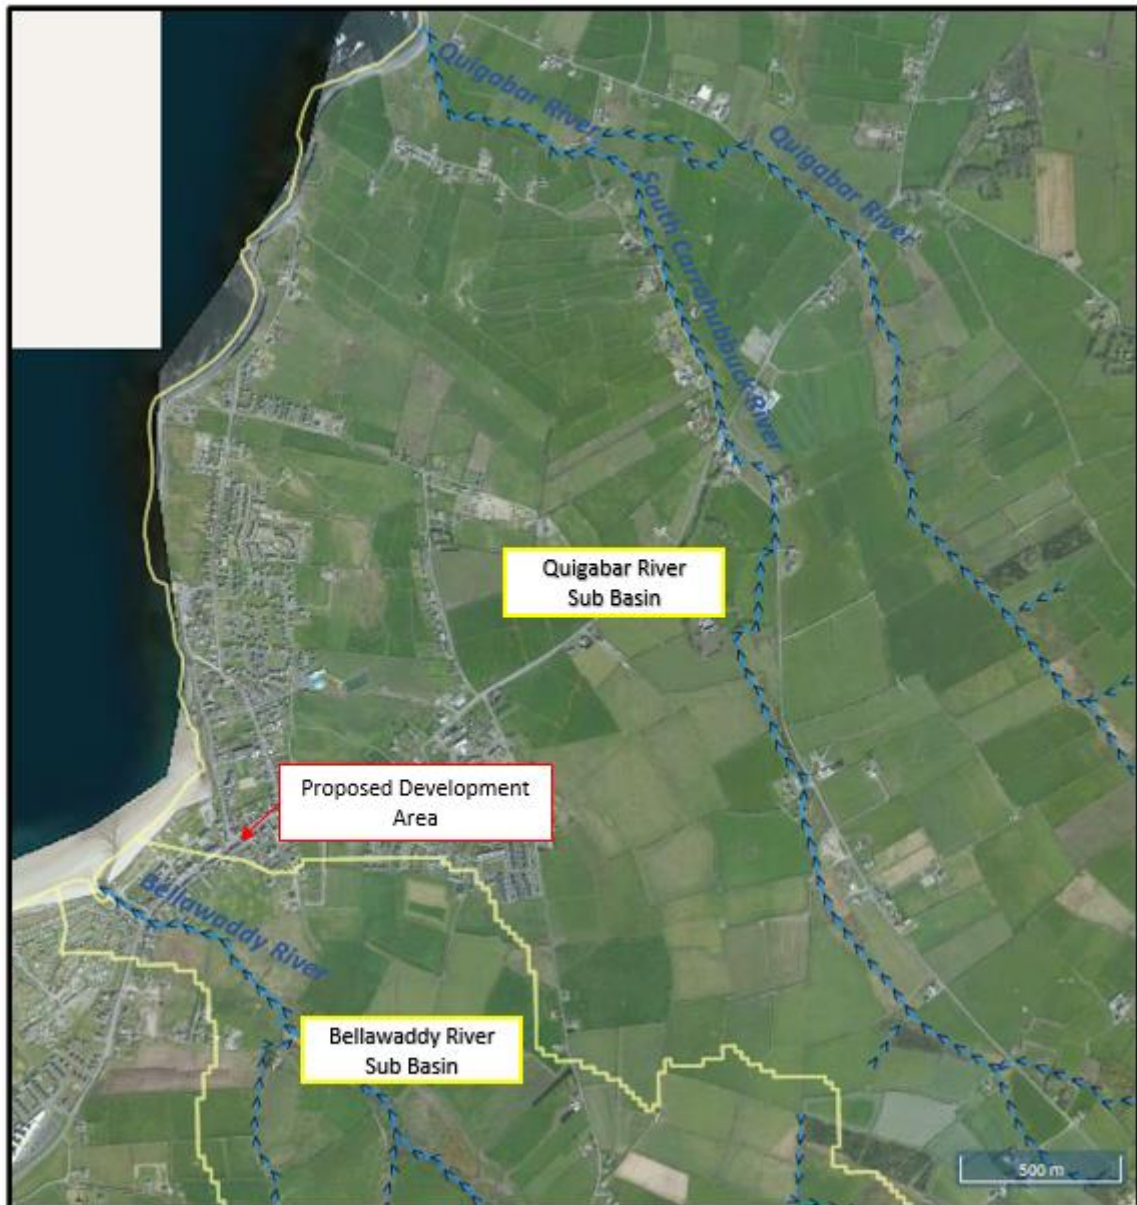 Quigabar River
Quigabar River
South Carrahubbuck River
Quigabar River
Sub Basin
Proposed Development
Area
Bellawaddy River
Bellawaddy River
Sub Basin
500 m